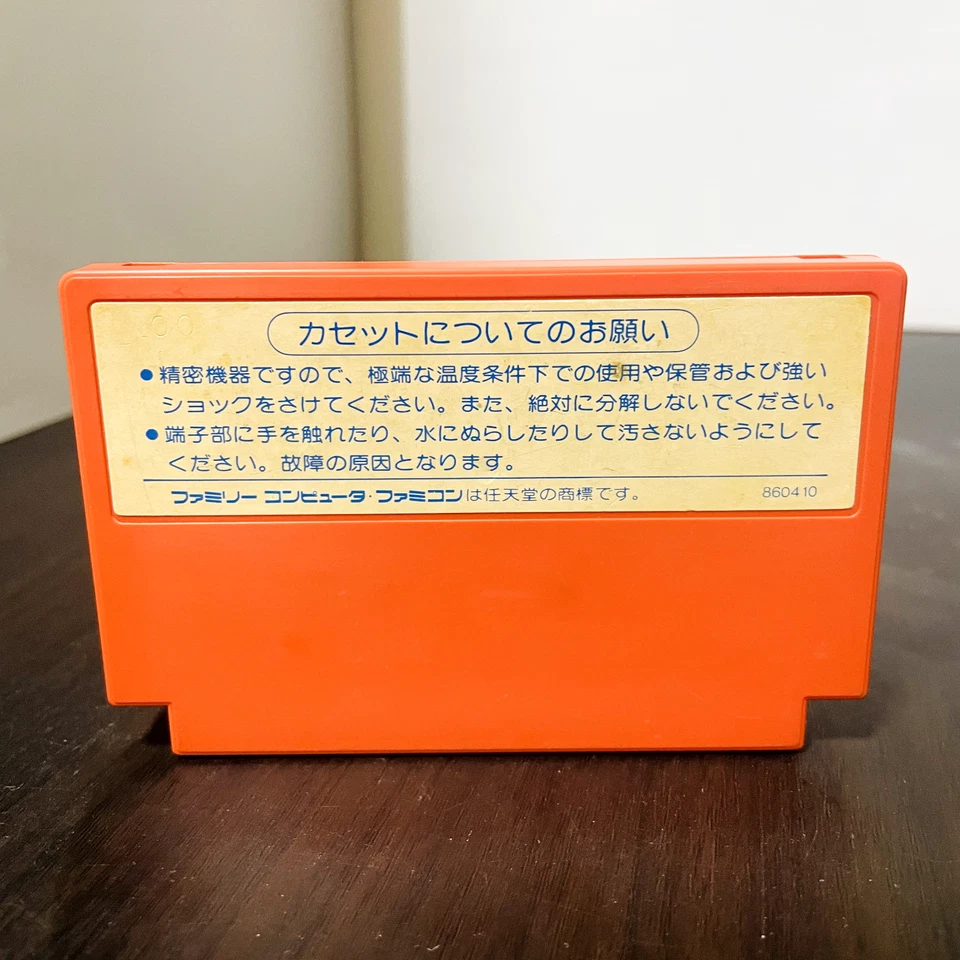 カセットについてのお願い
●精密機器ですので、極端な温度条件下での使用や保管および強い
ショックをさけてください。また、絶対に分解しないでください。
●端子部に手を触れたり、水にぬらしたりして汚さないようにして
ください。故障の原因となります。
ファミリー コンピュータ・ファミコンは任天堂の商標です。 860410